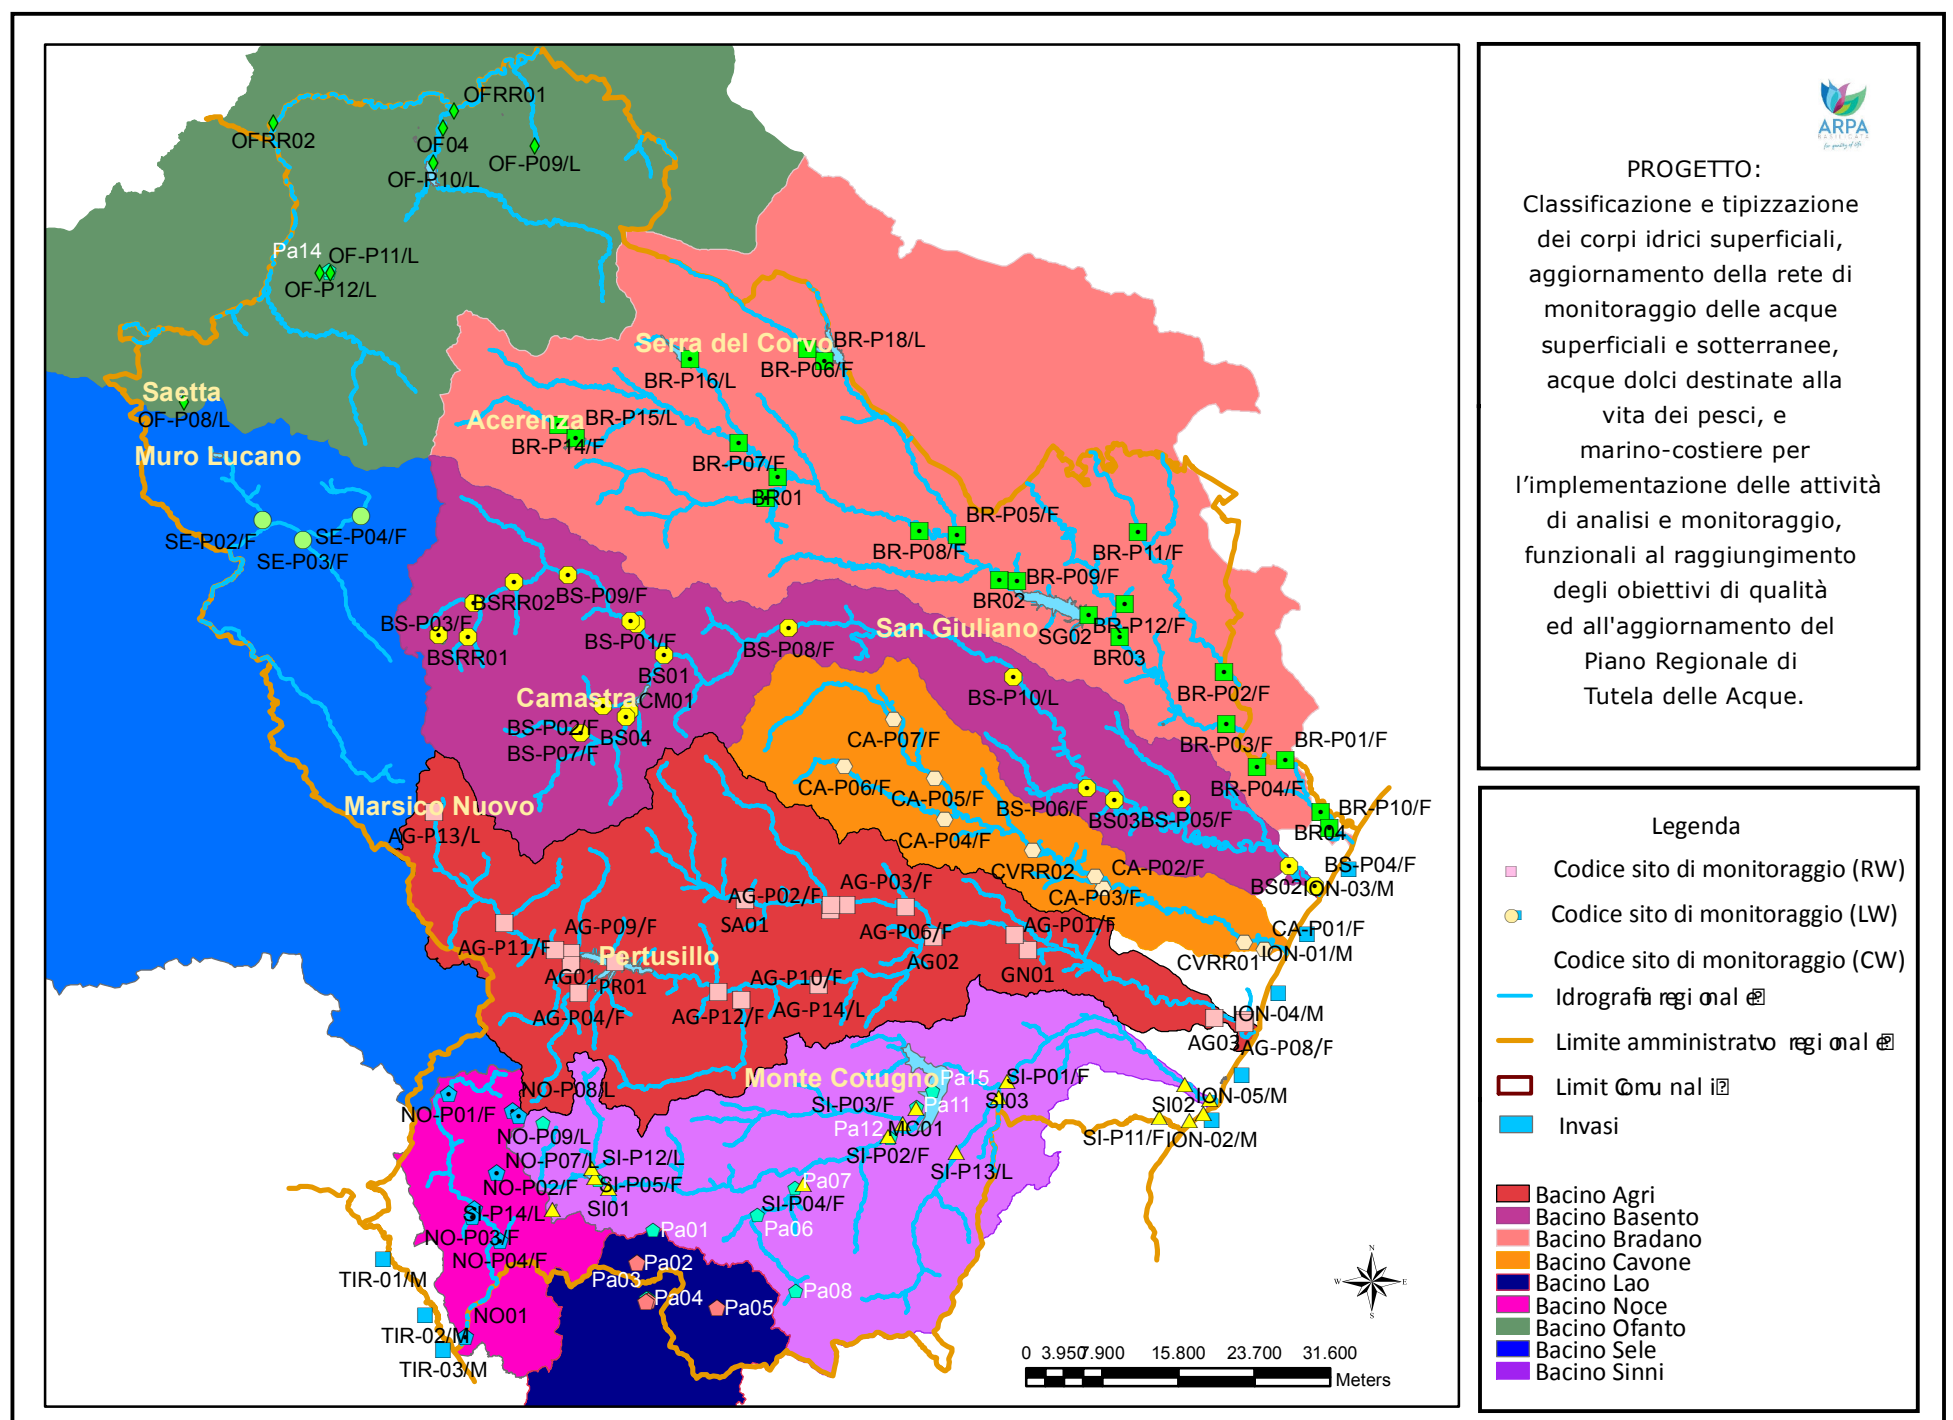 OFRR01
OFRR02
OF04
OF-P09/L
OF-P10/L
Pa14
OF-P11/L
OF-P12/L
Serra del Corvo
BR-P18/L
BR-P06/F
BR-P16/L
Saetta
OF-P08/L
Acerenza
BR-P15/L
BR-P14/F
Muro Lucano
BR-P07/F
BR01
SE-P02/F
SE-P04/F
SE-P03/F
BR-P05/F
BR-P08/F
BR-P11/F
BSRR02
BS-P09/F
BR-P09/F
BR02
BS-P03/F
BSRR01
BS-P01/F
BS-P08/F
San Giuliano
SG02
BR-P12/F
BR03
BS01
Camastra
CM01
BS-P02/F
BS04
BS-P07/F
BS-P10/L
BR-P02/F
CA-P07/F
BR-P03/F
BR-P01/F
CA-P06/F
CA-P05/F
BS-P06/F
BS03
BS-P05/F
BR-P04/F
BR-P10/F
BR04
Marsico Nuovo
AG-P13/L
CA-P04/F
CVRR02
CA-P02/F
CA-P03/F
BS02
BS-P04/F
ION-03/M
AG-P02/F
AG-P03/F
SA01
AG-P06/F
AG-P01/F
CA-P01/F
ION-01/M
CVRR01
AG-P09/F
AG-P11/F
Pertusillo
AG01
PR01
AG02
GN01
AG-P10/F
AG-P04/F
AG-P12/F
AG-P14/L
ION-04/M
AG03
AG-P08/F
Monte Cotugno
Pa15
SI-P01/F
SI-P03/F
Pa11
SI03
ION-05/M
SI02
NO-P08/L
NO-P01/F
Pa12
MC01
SI-P02/F
SI-P11/F
ION-02/M
NO-P09/L
NO-P07/L
SI-P12/L
SI-P13/L
NO-P02/F
SI-P05/F
Pa07
SI-P04/F
SI-P14/L
SI01
Pa06
NO-P03/F
NO-P04/F
Pa01
Pa02
Pa03
Pa04
Pa05
Pa08
TIR-01/M
NO01
TIR-02/M
TIR-03/M
N
W
E
S
0 3.950 7.900 15.800 23.700 31.600
Meters
ARPA
BASILICATA
for quality of life
PROGETTO:
Classificazione e tipizzazione
dei corpi idrici superficiali,
aggiornamento della rete di
monitoraggio delle acque
superficiali e sotterranee,
acque dolci destinate alla
vita dei pesci, e
marino-costiere per
l'implementazione delle attività
di analisi e monitoraggio,
funzionali al raggiungimento
degli obiettivi di qualità
ed all'aggiornamento del
Piano Regionale di
Tutela delle Acque.
Legenda
Codice sito di monitoraggio (RW)
Codice sito di monitoraggio (LW)
Codice sito di monitoraggio (CW)
Idrografia regionale
Limite amministrativo regionale
Limiti Comunali
Invasi
Bacino Agri
Bacino Basento
Bacino Bradano
Bacino Cavone
Bacino Lao
Bacino Noce
Bacino Ofanto
Bacino Sele
Bacino Sinni